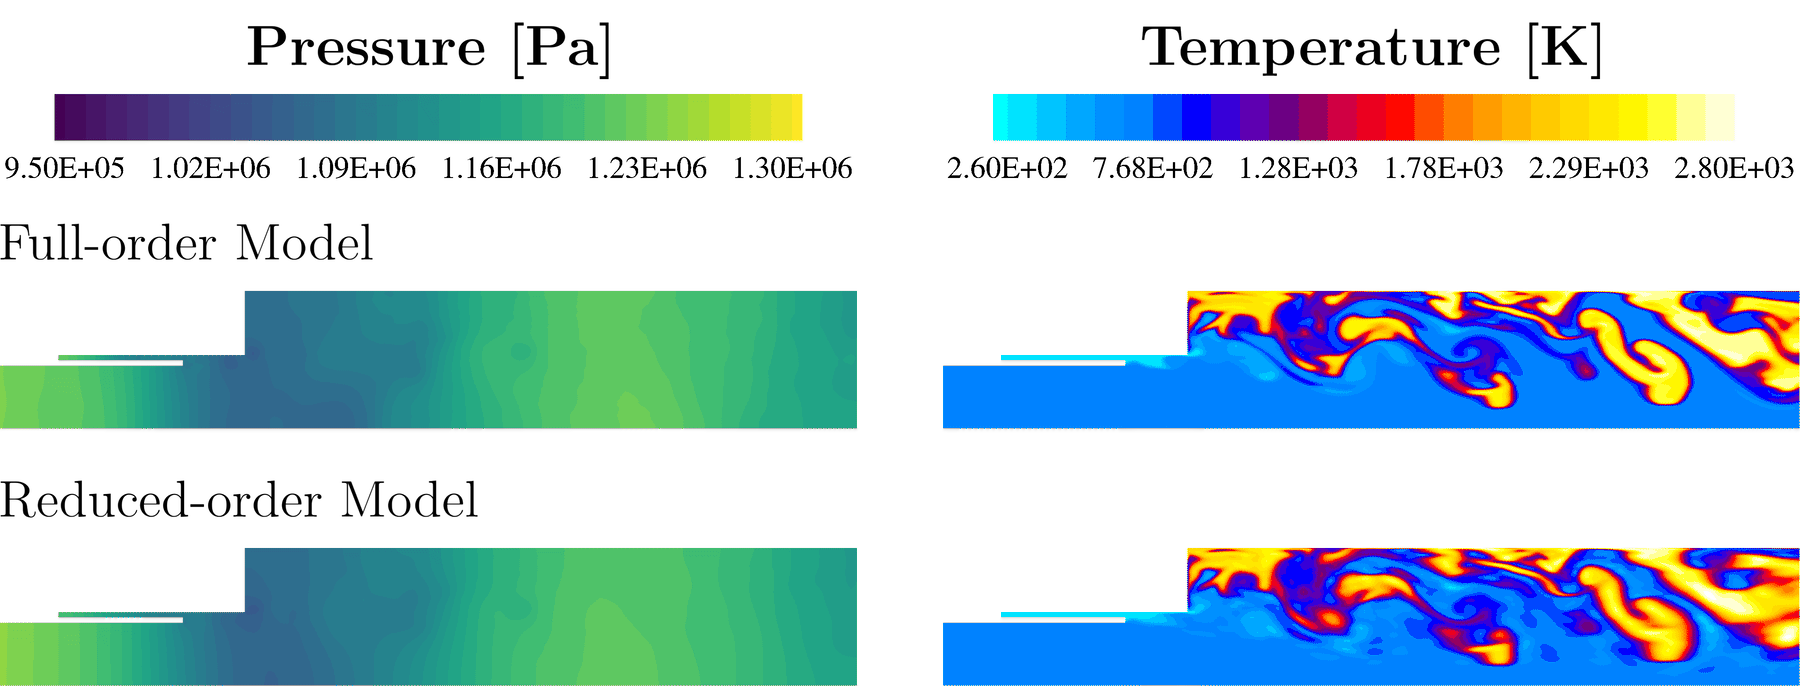 Pressure [Pa]
Temperature [K]
9.50E+05 1.02E+06 1.09E+06 1.16E+06 1.23E+06 1.30E+06
2.60E+02 7.68E+02 1.28E+03 1.78E+03 2.29E+03 2.80E+03
Full-order Model
Reduced-order Model